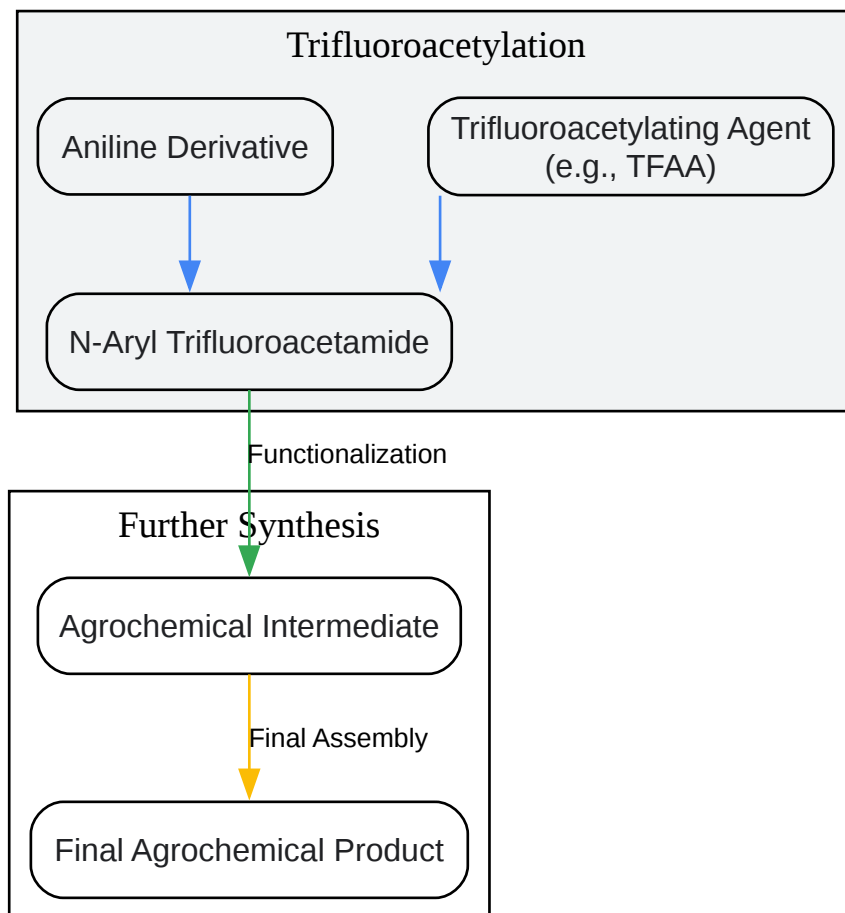 Trifluoroacetylation
Aniline Derivative
Trifluoroacetylating Agent
(e.g., TFAA)
N-Aryl Trifluoroacetamide
Functionalization
Further Synthesis
Agrochemical Intermediate
Final Assembly
Final Agrochemical Product